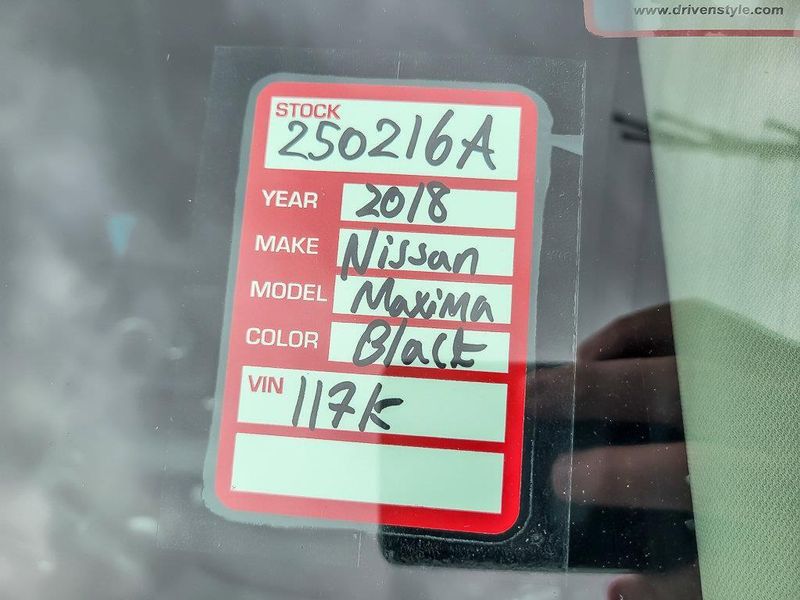 www.drivenstyle.com
STOCK
250216A
YEAR 2018
MAKE Nissan
MODEL Maxima
COLOR Black
VIN 117K